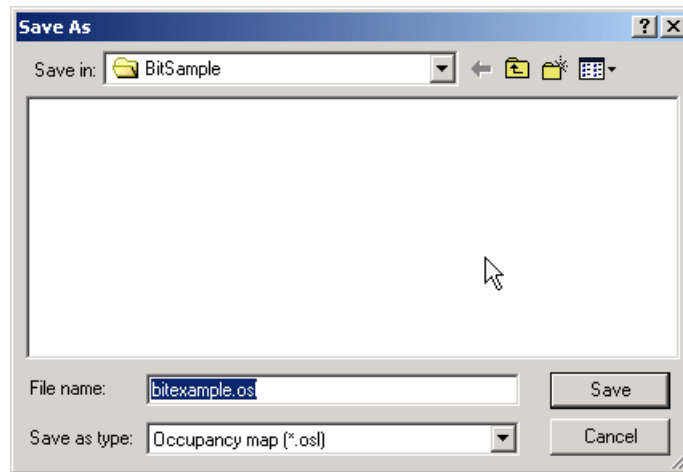 Save As
Save in: BitSample
File name: bitexample.osl
Save
Save as type: Occupancy map (*.osl)
Cancel